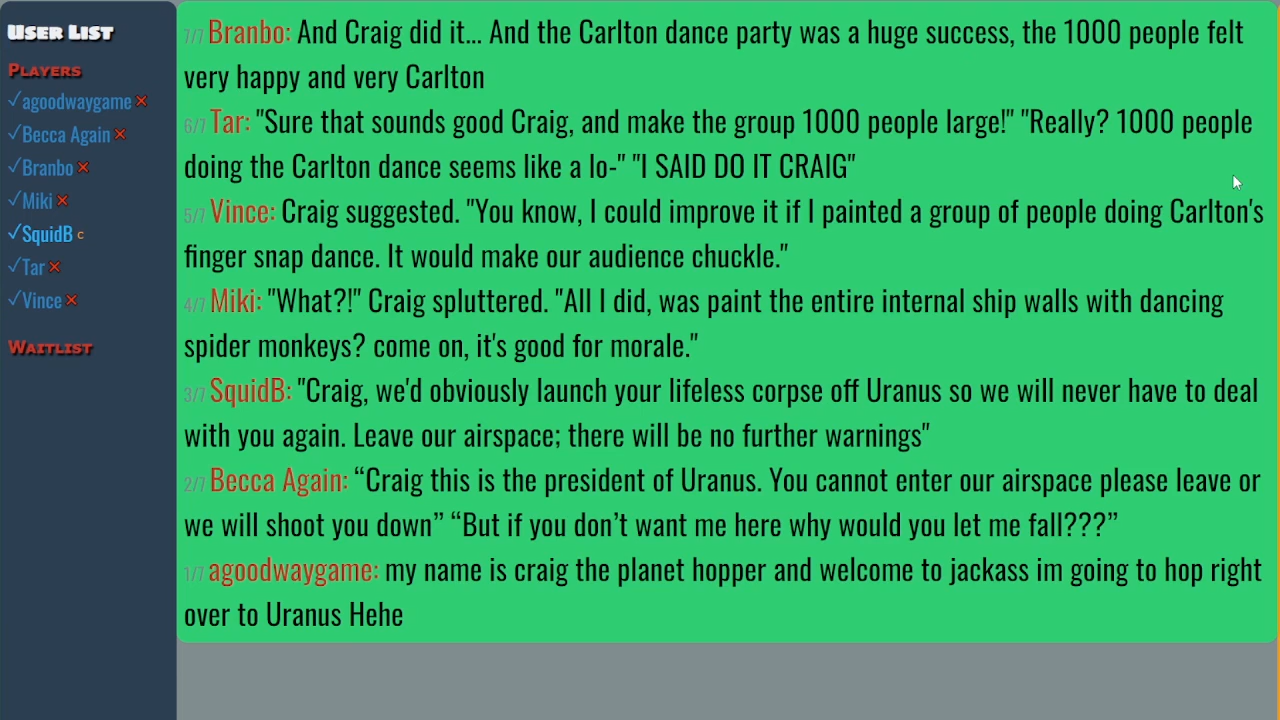 User List
Players
✓agoodwaygame ✕
✓Becca Again ✕
✓Branbo ✕
✓Miki ✕
✓SquidB c
✓Tar ✕
✓Vince ✕
Waitlist
7/7 Branbo: And Craig did it... And the Carlton dance party was a huge success, the 1000 people felt
very happy and very Carlton
6/7 Tar: "Sure that sounds good Craig, and make the group 1000 people large!" "Really? 1000 people
doing the Carlton dance seems like a lo-" "I SAID DO IT CRAIG"
5/7 Vince: Craig suggested. "You know, I could improve it if I painted a group of people doing Carlton's
finger snap dance. It would make our audience chuckle."
4/7 Miki: "What?!" Craig spluttered. "All I did, was paint the entire internal ship walls with dancing
spider monkeys? come on, it's good for morale."
3/7 SquidB: "Craig, we'd obviously launch your lifeless corpse off Uranus so we will never have to deal
with you again. Leave our airspace; there will be no further warnings"
2/7 Becca Again: “Craig this is the president of Uranus. You cannot enter our airspace please leave or
we will shoot you down” “But if you don’t want me here why would you let me fall???”
1/7 agoodwaygame: my name is craig the planet hopper and welcome to jackass im going to hop right
over to Uranus Hehe